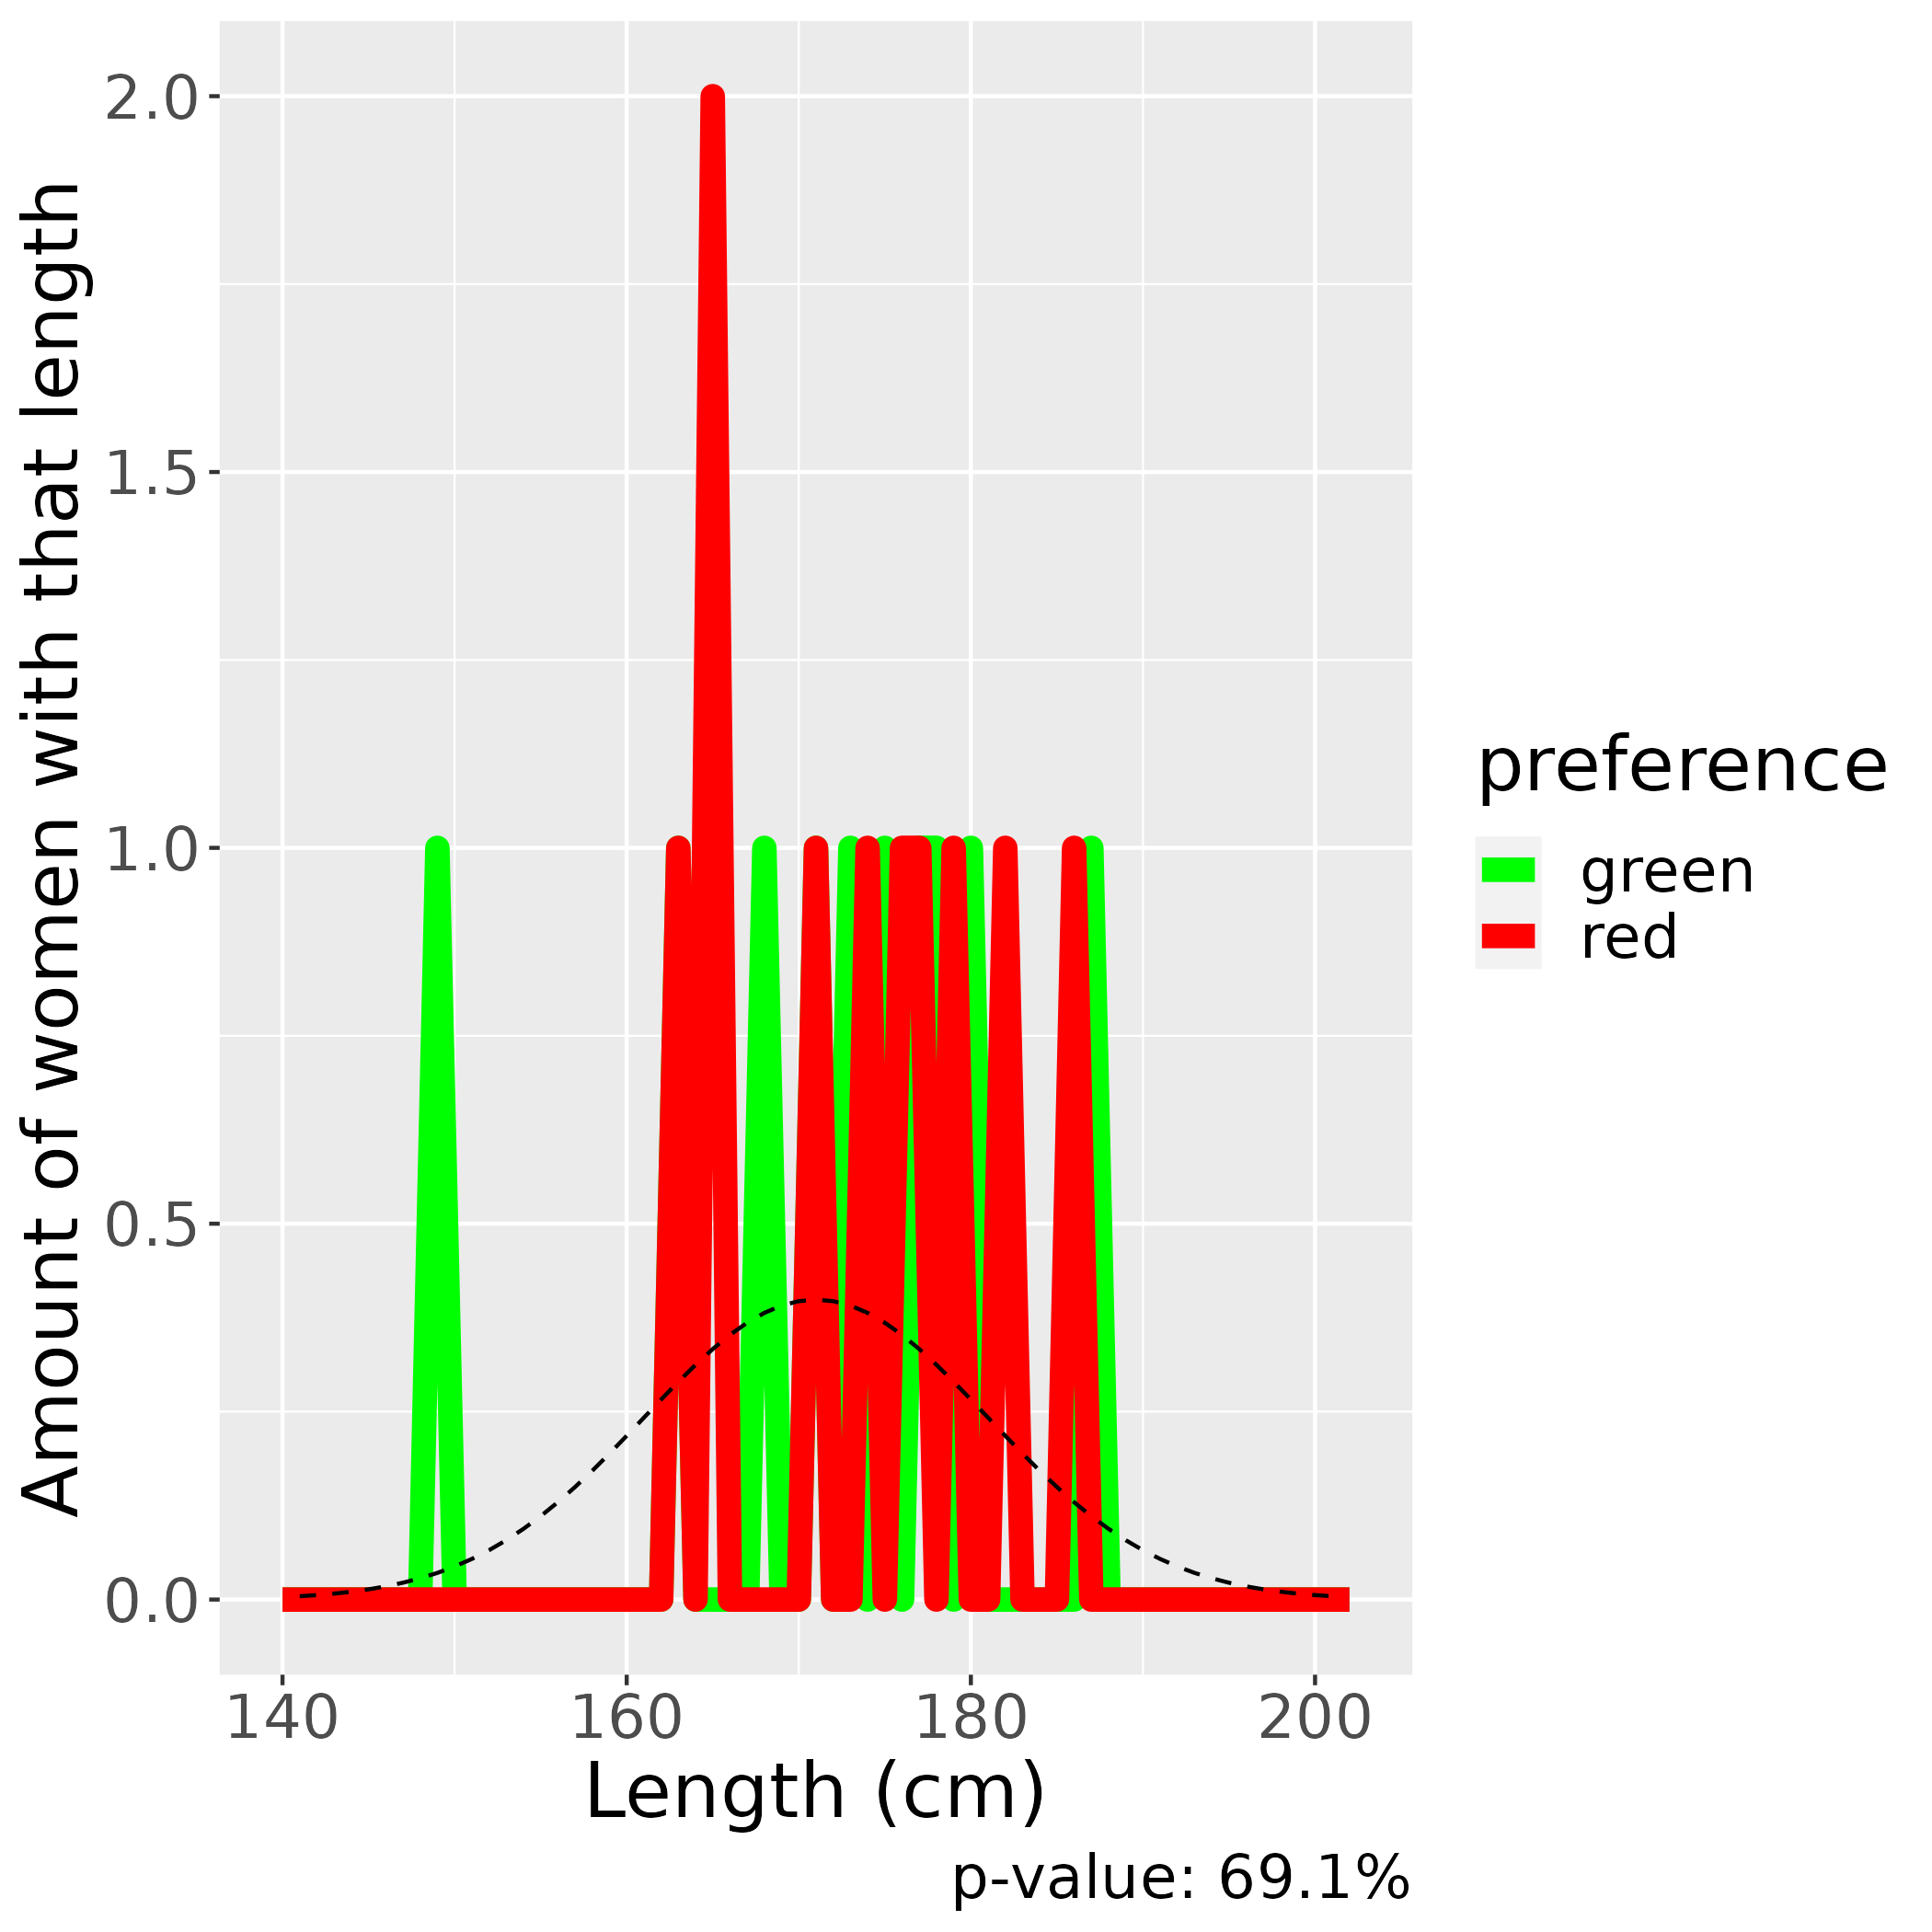 Amount of women with that length
2.0
1.5
1.0
0.5
0.0
140 160 180 200
Length (cm)
p-value: 69.1%
preference
green
red